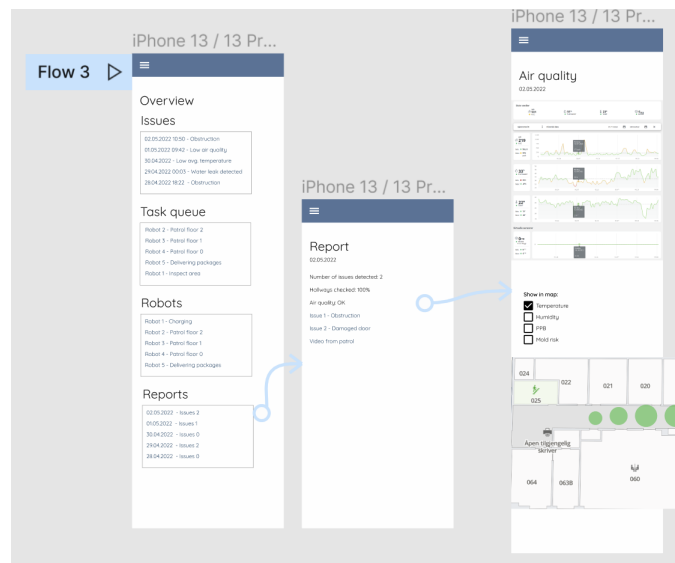 Flow 3
iPhone 13 / 13 Pr...
Overview
Issues
02.05.2022 10:50 - Obstruction
01.05.2022 09:42 - Low air quality
30.04.2022 - Low avg. temperature
29.04.2022 00:03 - Water leak detected
28.04.2022 18:22 - Obstruction
Task queue
Robot 2 - Patrol floor 2
Robot 3 - Patrol floor 1
Robot 4 - Patrol floor 0
Robot 5 - Delivering packages
Robot 1 - Inspect area
Robots
Robot 1 - Charging
Robot 2 - Patrol floor 2
Robot 3 - Patrol floor 1
Robot 4 - Patrol floor 0
Robot 5 - Delivering packages
Reports
02.05.2022 - Issues 2
01.05.2022 - Issues 1
30.04.2022 - Issues 0
29.04.2022 - Issues 2
28.04.2022 - Issues 0
iPhone 13 / 13 Pr...
Report
02.05.2022
Number of issues detected: 2
Hallways checked: 100%
Air quality: OK
Issue 1 - Obstruction
Issue 2 - Damaged door
Video from patrol
iPhone 13 / 13 Pr...
Air quality
02.05.2022
Show in map:
Temperature
Humidity
PPB
Mold risk
024
022
021
020
025
Åpen tilgjengelig
skriver
064
063B
060